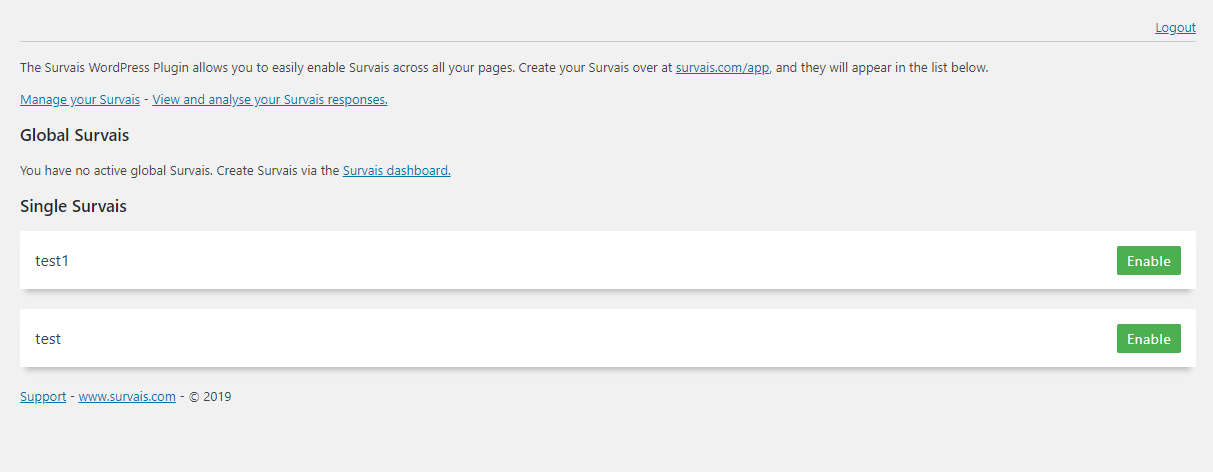 Logout
The Survais WordPress Plugin allows you to easily enable Survais across all your pages. Create your Survais over at survais.com/app, and they will appear in the list below.
Manage your Survais - View and analyse your Survais responses.
Global Survais
You have no active global Survais. Create Survais via the Survais dashboard.
Single Survais
test1 Enable
test Enable
Support - www.survais.com - © 2019